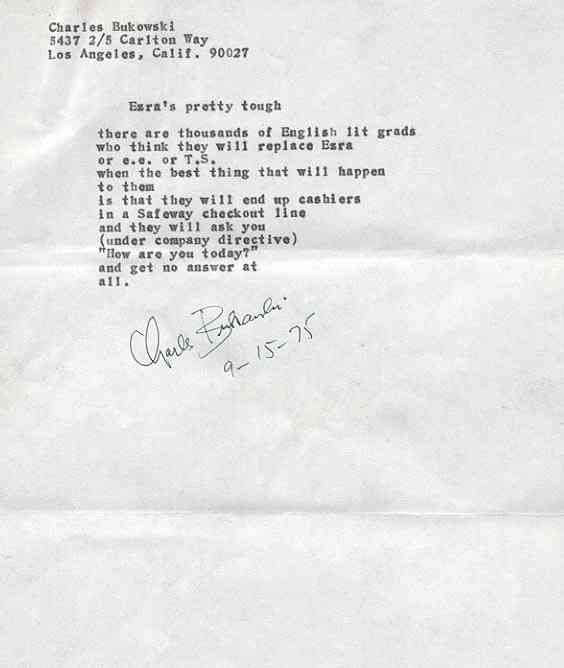 Charles Bukowski
5437 2/5 Carlton Way
Los Angeles, Calif. 90027
Ezra's pretty tough
there are thousands of English lit grads
who think they will replace Ezra
or e.e. or T.S.
when the best thing that will happen
to them
is that they will end up cashiers
in a Safeway checkout line
and they will ask you
(under company directive)
"How are you today?"
and get no answer at
all.
Charles Bukowski
9-15-75